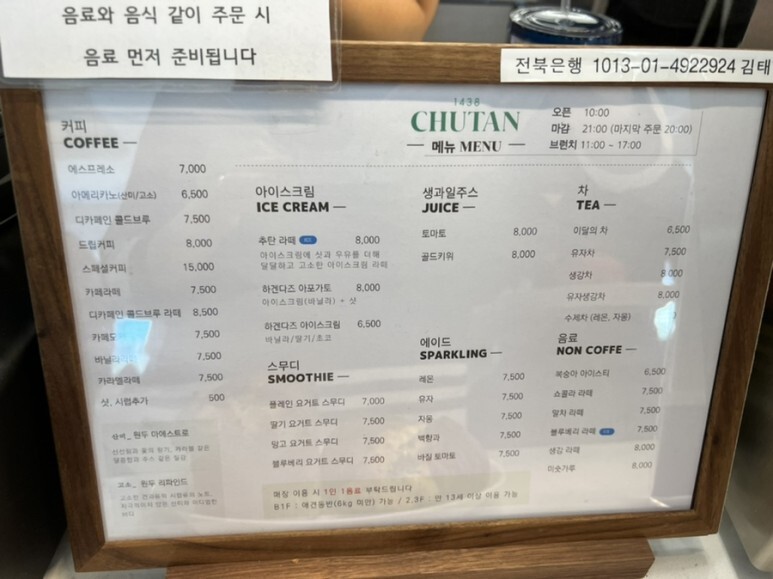 음료와 음식 같이 주문 시
음료 먼저 준비됩니다
전북은행 1013-01-4922924 김태
1438
CHUTAN
메뉴 MENU
오픈 10:00
마감 21:00 (마지막 주문 20:00)
브런치 11:00 ~ 17:00
커피
COFFEE
에스프레소 7,000
아메리카노(산미/고소) 6,500
디카페인 콜드브루 7,500
드립커피 8,000
스페셜커피 15,000
카페라떼 7,500
디카페인 콜드브루 라떼 8,500
7,500
7,500
카라멜라떼 7,500
샷, 시럽추가 500
산미_ 원두 마에스트로
고소_ 원두 리파인드
아이스크림
ICE CREAM
추탄 라떼 8,000
아이스크림에 샷과 우유를 더해
달달하고 고소한 아이스크림 라떼
하겐다즈 아포가토 8,000
아이스크림(바닐라) + 샷
하겐다즈 아이스크림 6,500
바닐라/딸기/초코
스무디
SMOOTHIE
플레인 요거트 스무디 7,000
딸기 요거트 스무디 7,500
망고 요거트 스무디 7,500
블루베리 요거트 스무디 7,500
생과일주스
JUICE
토마토 8,000
골드키위 8,000
에이드
SPARKLING
레몬 7,500
유자 7,500
자몽 7,500
백향과 7,500
바질 토마토 7,500
차
TEA
이달의 차 6,500
유자차 7,500
생강차 8,000
유자생강차 8,000
수제차 (레몬, 자몽)
음료
NON COFFE
복숭아 아이스티 6,500
쇼콜라 라떼 7,500
말차 라떼 7,500
블루베리 라떼 7,500
생강 라떼 8,000
미숫가루 8,000
매장 이용 시 1인 1음료 부탁드립니다
B1F : 애견동반(6kg 미만) 가능 / 2.3F : 만 13세 이상 이용 가능